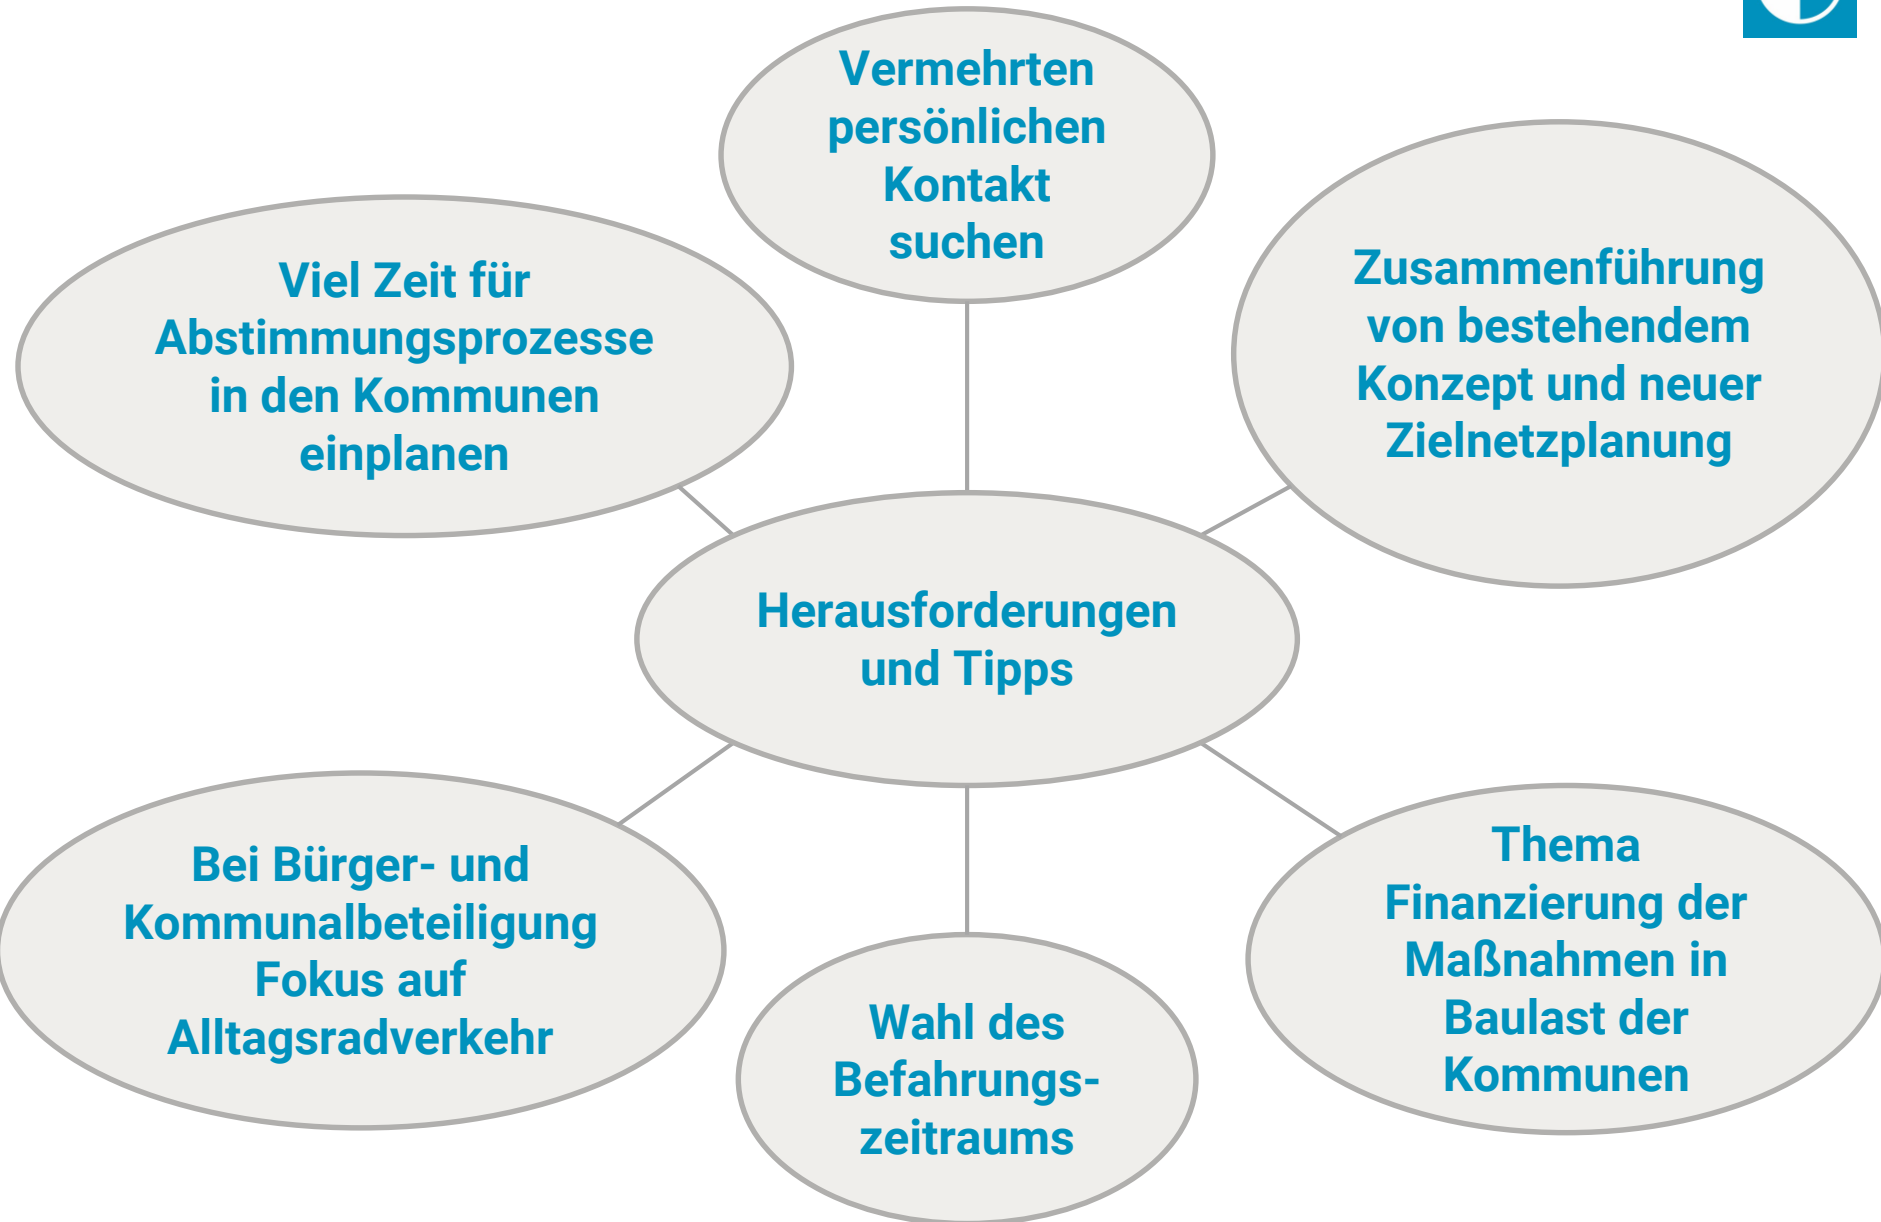 Vermehrten
persönlichen
Kontakt
suchen
Viel Zeit für
Abstimmungsprozesse
in den Kommunen
einplanen
Zusammenführung
von bestehendem
Konzept und neuer
Zielnetzplanung
Herausforderungen
und Tipps
Bei Bürger- und
Kommunalbeteiligung
Fokus auf
Alltagsradverkehr
Wahl des
Befahrungs-
zeitraums
Thema
Finanzierung der
Maßnahmen in
Baulast der
Kommunen